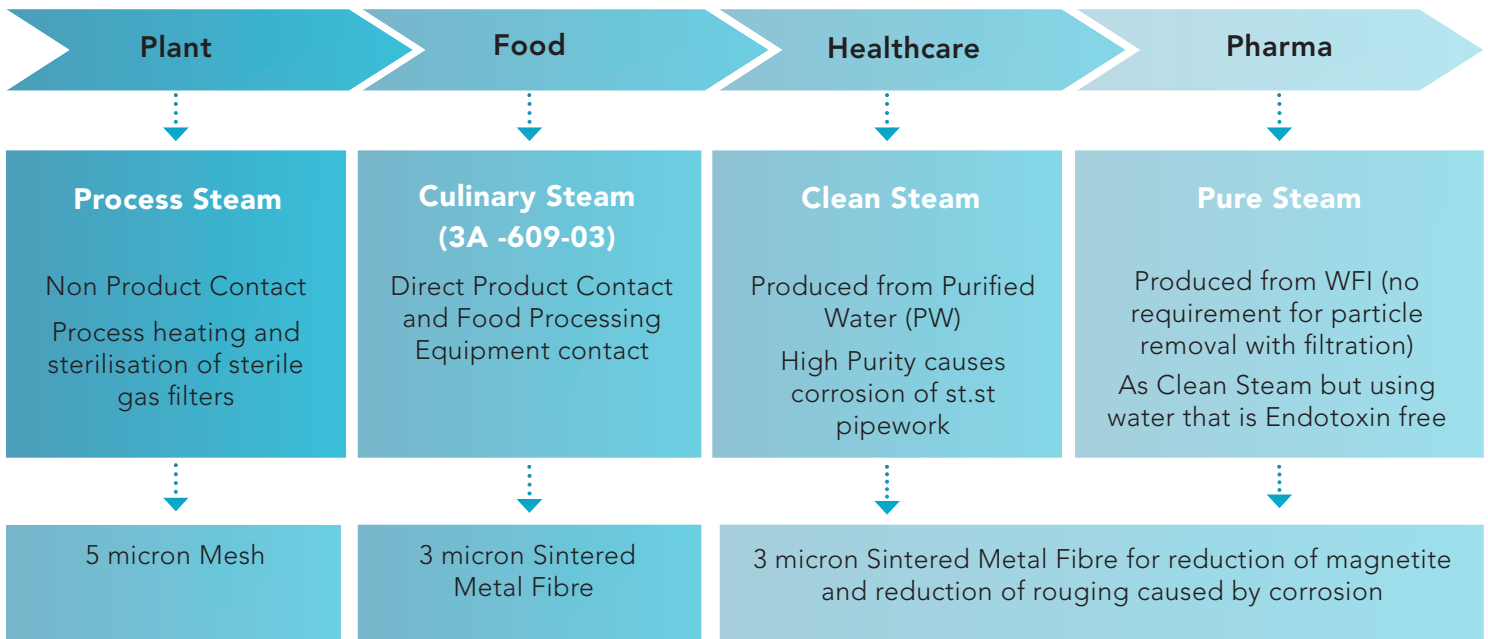 Plant
Food
Healthcare
Pharma
Process Steam
Non Product Contact
Process heating and
sterilisation of sterile
gas filters
Culinary Steam
(3A -609-03)
Direct Product Contact
and Food Processing
Equipment contact
Clean Steam
Produced from Purified
Water (PW)
High Purity causes
corrosion of st.st
pipework
Pure Steam
Produced from WFI (no
requirement for particle
removal with filtration)
As Clean Steam but using
water that is Endotoxin free
5 micron Mesh
3 micron Sintered
Metal Fibre
3 micron Sintered Metal Fibre for reduction of magnetite
and reduction of rouging caused by corrosion